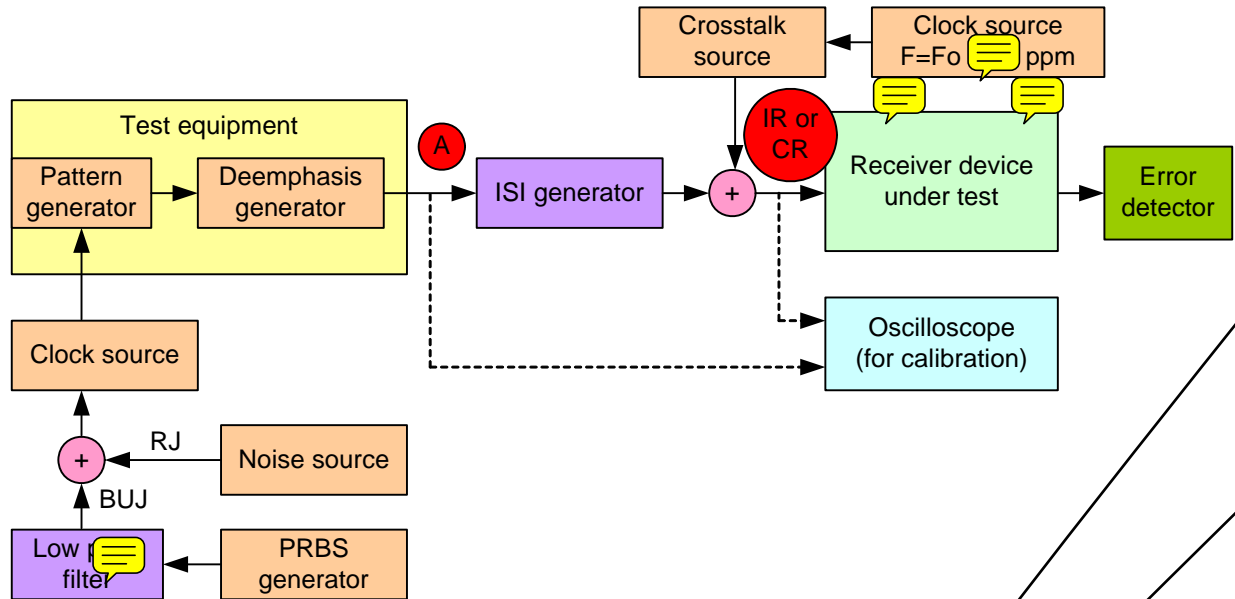 Crosstalk
source
Clock source
F=Fo ppm
Test equipment
A
IR or
CR
Pattern
generator
Deemphasis
generator
ISI generator
+
Receiver device
under test
Error
detector
Clock source
Oscilloscope
(for calibration)
+
RJ
Noise source
BUJ
Low p
filter
PRBS
generator